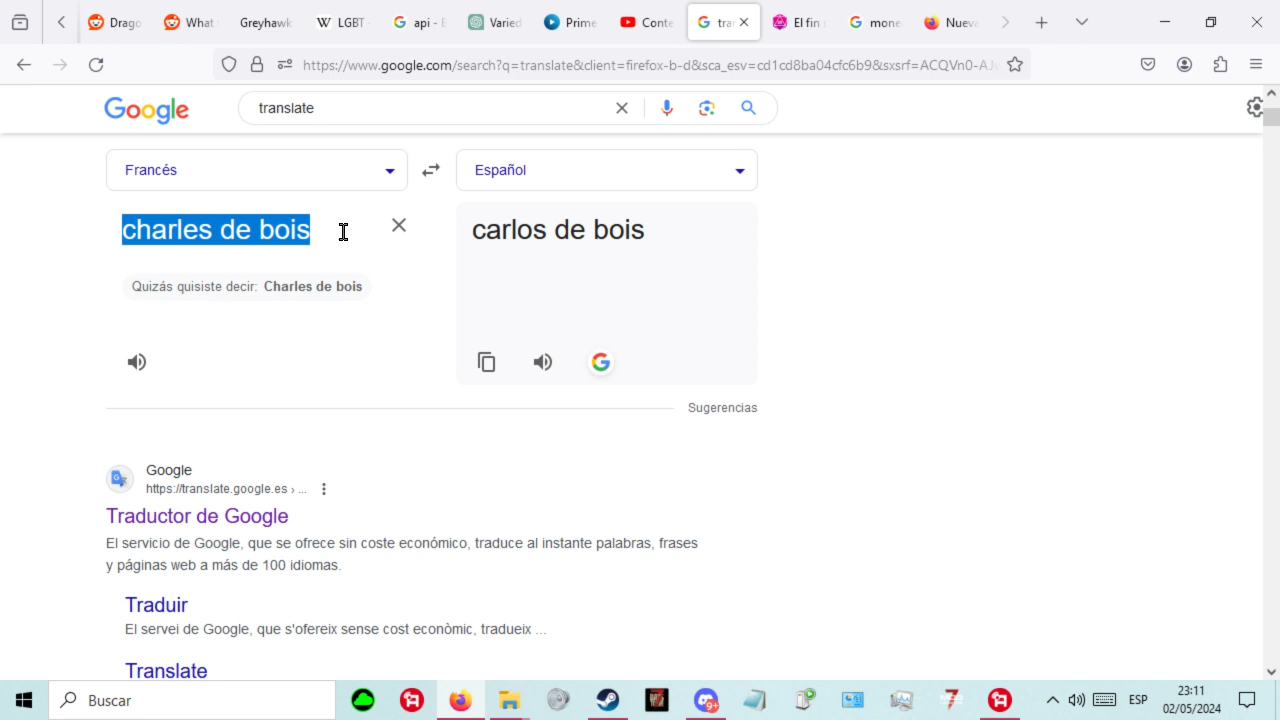 Drago
What
Greyhawk
W LGBT
api - E
Varied
Prime
Conte
tra
El fin
mone
Nueva
https://www.google.com/search?q=translate&client=firefox-b-d&sca_esv=cd1cd8ba04cfc6b9&sxsrf=ACQVn0-AJ
Google
translate
Francés
Español
charles de bois
carlos de bois
Quizás quisiste decir: Charles de bois
Sugerencias
Google
https://translate.google.es › ...
Traductor de Google
El servicio de Google, que se ofrece sin coste económico, traduce al instante palabras, frases
y páginas web a más de 100 idiomas.
Traduir
El servei de Google, que s'ofereix sense cost econòmic, tradueix ...
Translate
Buscar
9+
ESP
23:11
02/05/2024